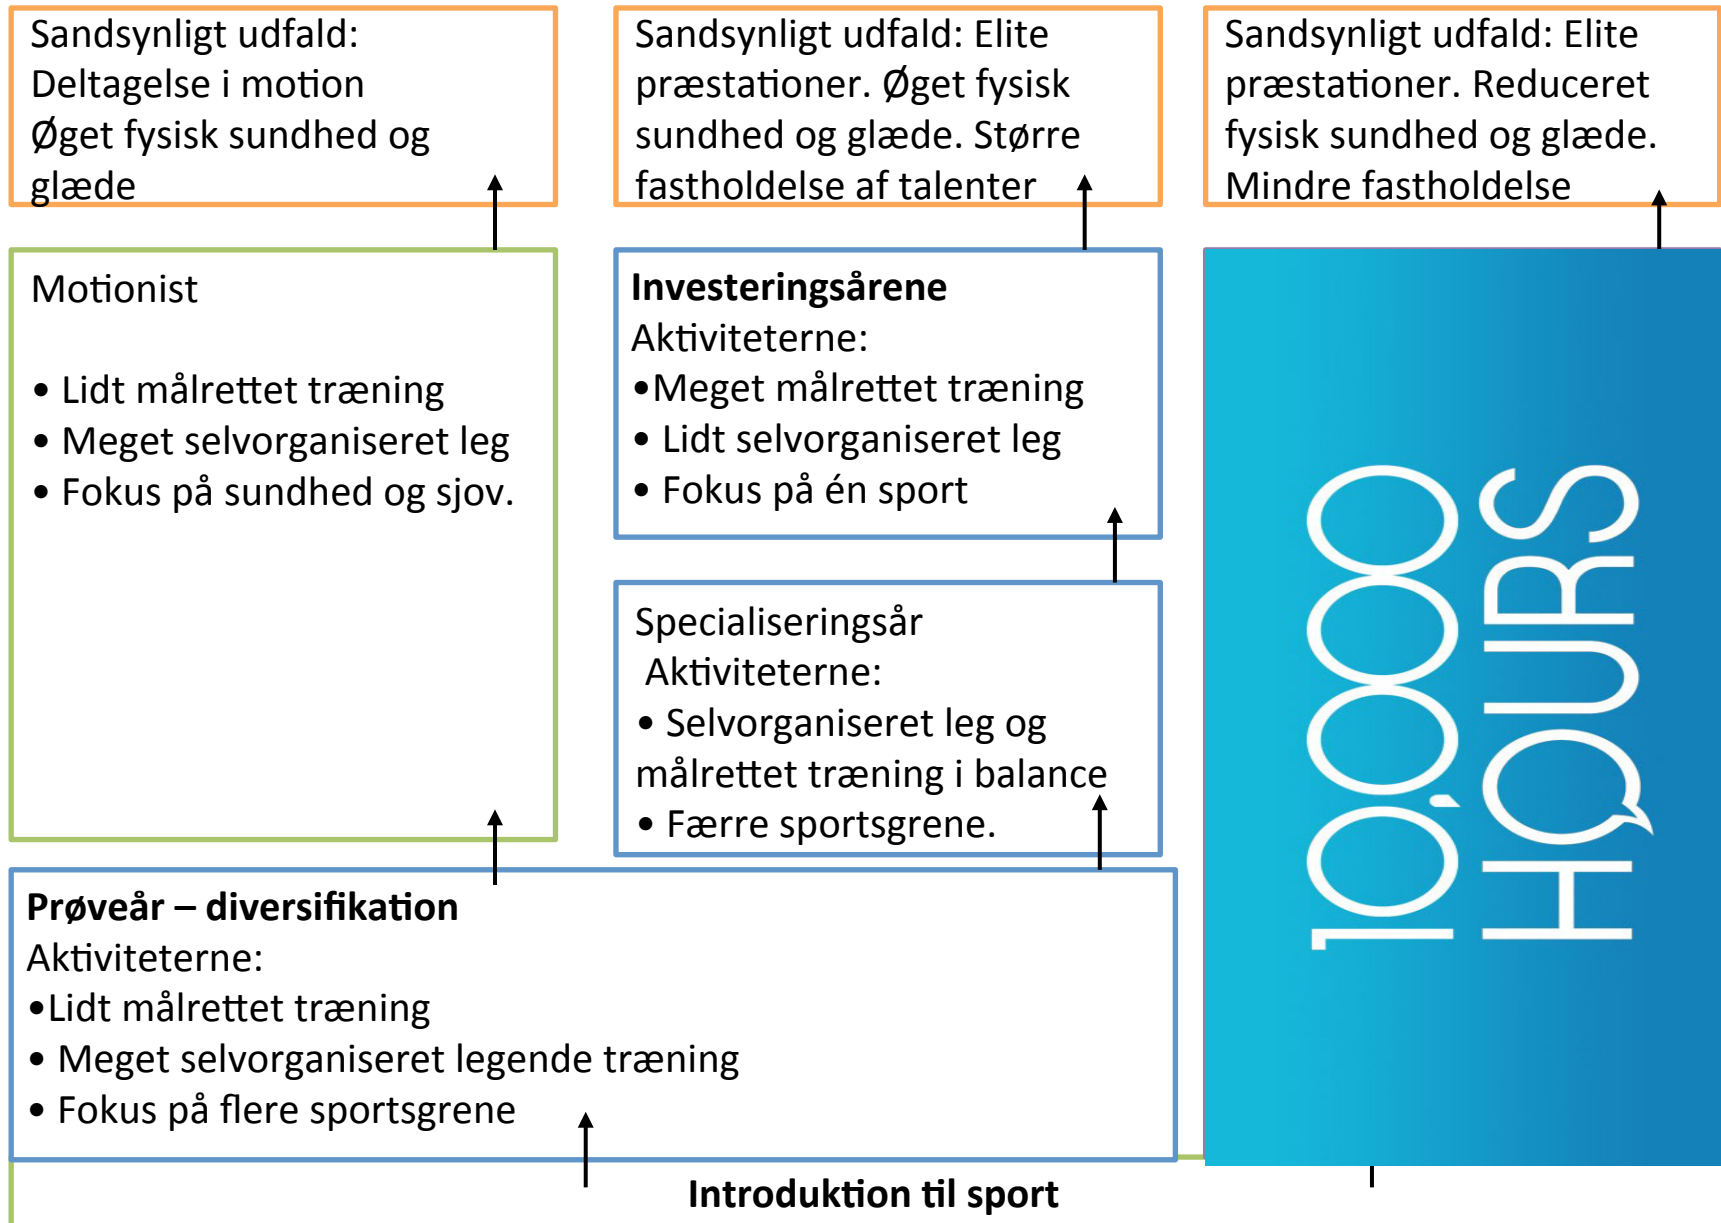 Sandsynligt udfald:
Deltagelse i motion
Øget fysisk sundhed og
glæde
Sandsynligt udfald: Elite
præstationer. Øget fysisk
sundhed og glæde. Større
fastholdelse af talenter
Sandsynligt udfald: Elite
præstationer. Reduceret
fysisk sundhed og glæde.
Mindre fastholdelse
Motionist
• Lidt målrettet træning
• Meget selvorganiseret leg
• Fokus på sundhed og sjov.
Investeringsårene
Aktiviteterne:
•Meget målrettet træning
• Lidt selvorganiseret leg
• Fokus på én sport
Specialiseringsår
Aktiviteterne:
• Selvorganiseret leg og
målrettet træning i balance
• Færre sportsgrene.
10,000
HOURS
Prøveår – diversifikation
Aktiviteterne:
•Lidt målrettet træning
• Meget selvorganiseret legende træning
• Fokus på flere sportsgrene
Introduktion til sport